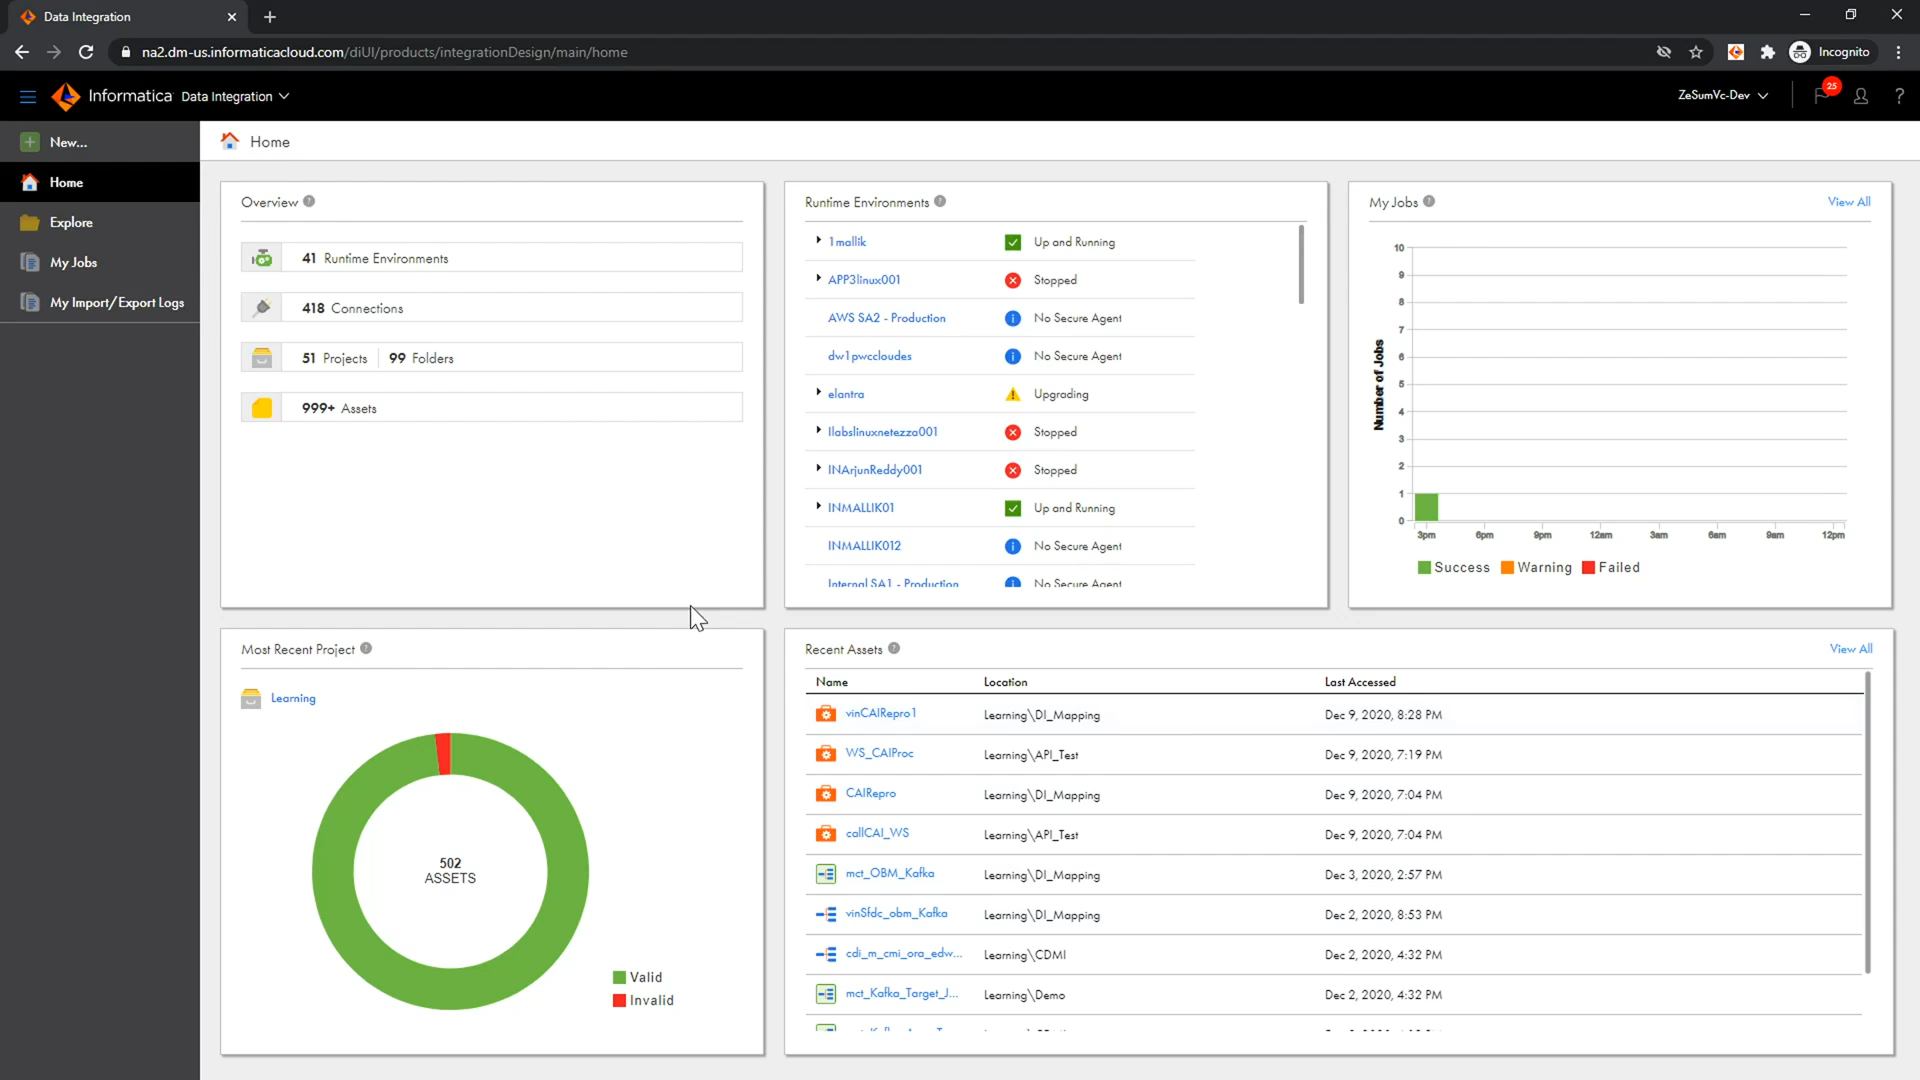 Data Integration
na2.dm-us.informaticacloud.com/diUI/products/integrationDesign/main/home
Incognito
Informatica Data Integration
ZeSumVc-Dev
25
?
New...
Home
Explore
My Jobs
My Import/Export Logs
Home
Overview
41 Runtime Environments
418 Connections
51 Projects 99 Folders
999+ Assets
Runtime Environments
1mallik Up and Running
APP3linux001 Stopped
AWS SA2 - Production No Secure Agent
dw1pwccloudes No Secure Agent
elantra Upgrading
Ilabslinuxnetezza001 Stopped
INArjunReddy001 Stopped
INMALLIK01 Up and Running
INMALLIK012 No Secure Agent
Internal SA1 - Production No Secure Agent
My Jobs
View All
Number of Jobs
10
9
8
7
6
5
4
3
2
1
0
3pm 6pm 9pm 12am 3am 6am 9am 12pm
Success Warning Failed
Most Recent Project
Learning
502
ASSETS
Valid
Invalid
Recent Assets
View All
Name Location Last Accessed
vinCAIRepro1 Learning\DI_Mapping Dec 9, 2020, 8:28 PM
WS_CAIProc Learning\API_Test Dec 9, 2020, 7:19 PM
CAIRepro Learning\DI_Mapping Dec 9, 2020, 7:04 PM
callCAI_WS Learning\API_Test Dec 9, 2020, 7:04 PM
mct_OBM_Kafka Learning\DI_Mapping Dec 3, 2020, 2:57 PM
vinSfdc_obm_Kafka Learning\DI_Mapping Dec 2, 2020, 8:53 PM
cdi_m_cmi_ora_edw... Learning\CDMI Dec 2, 2020, 4:32 PM
mct_Kafka_Target_J... Learning\Demo Dec 2, 2020, 4:32 PM